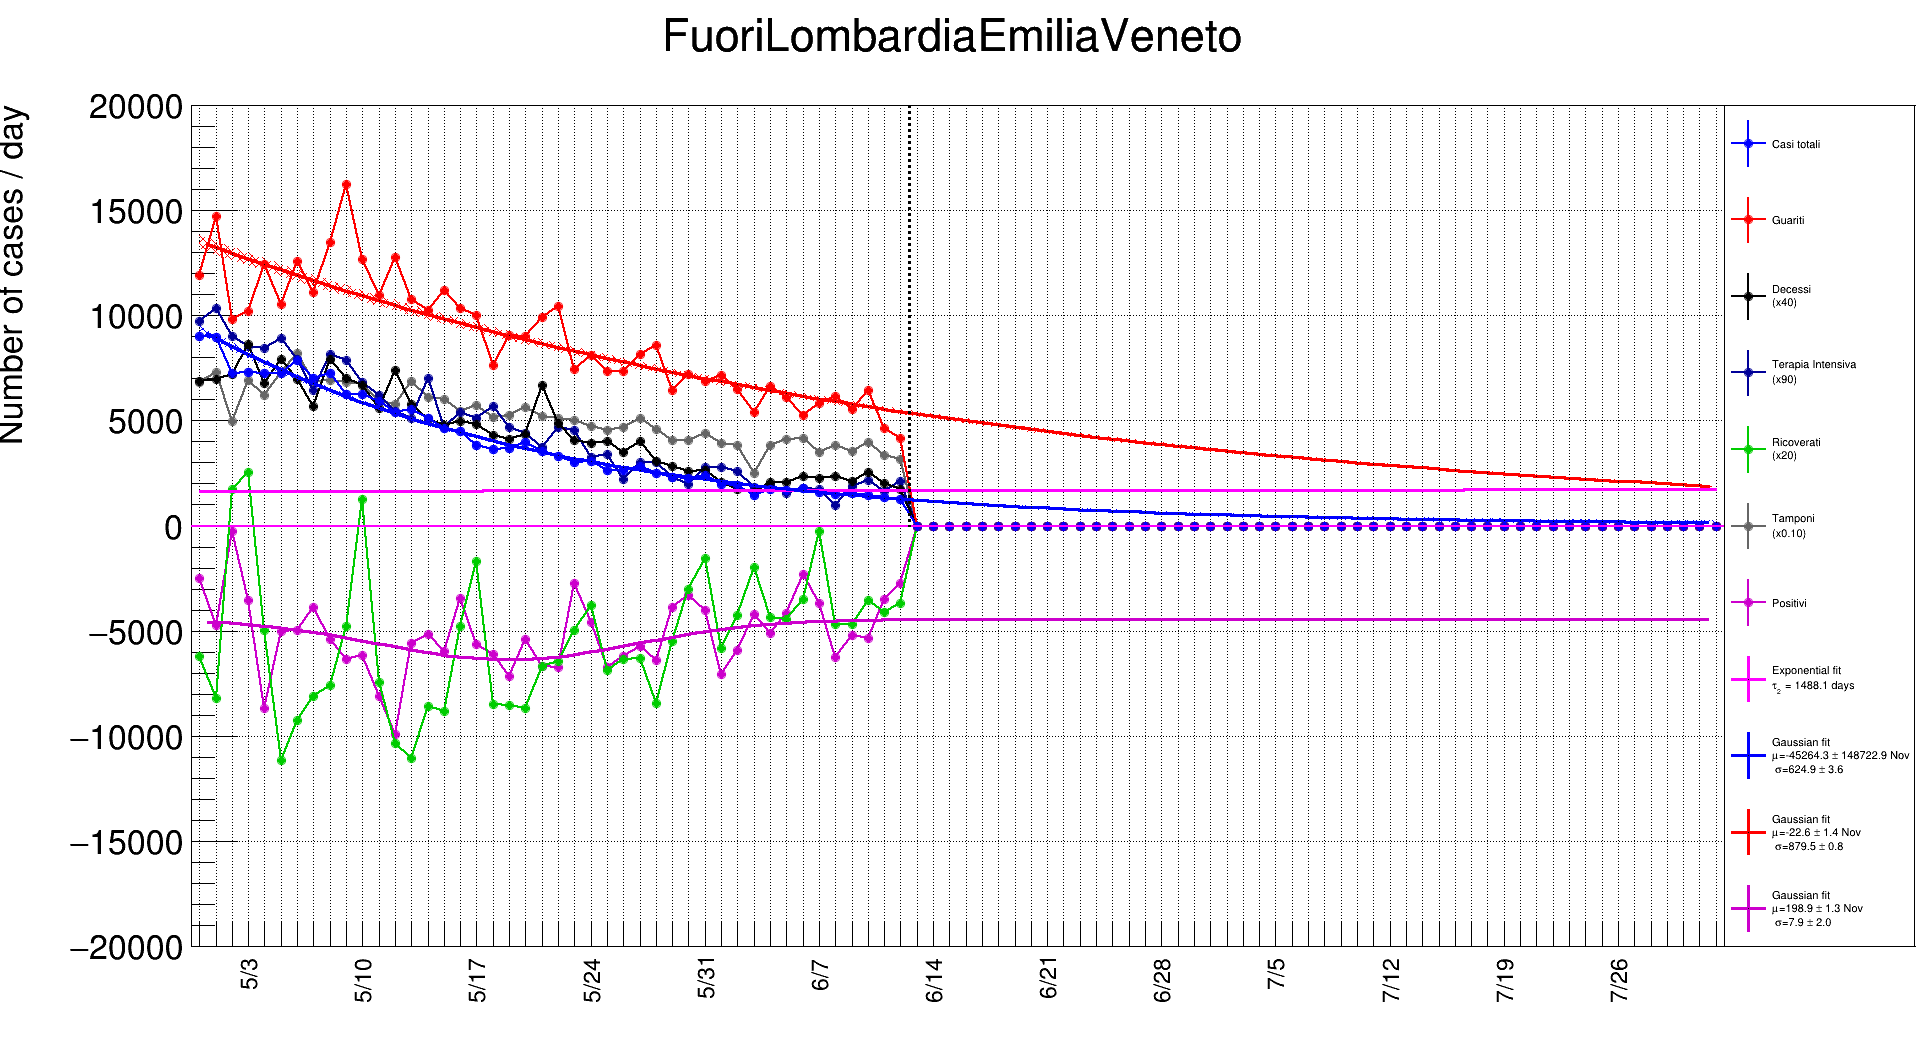 FuoriLombardiaEmiliaVeneto
Number of cases / day
20000
15000
10000
5000
0
−5000
−10000
−15000
−20000
5/3
5/10
5/17
5/24
5/31
6/7
6/14
6/21
6/28
7/5
7/12
7/19
7/26
Casi totali
Guariti
Decessi
(x40)
Terapia Intensiva
(x90)
Ricoverati
(x20)
Tamponi
(x0.10)
Positivi
Exponential fit
τ2 = 1488.1 days
Gaussian fit
μ=-45264.3 ± 148722.9 Nov
σ=624.9 ± 3.6
Gaussian fit
μ=-22.6 ± 1.4 Nov
σ=879.5 ± 0.8
Gaussian fit
μ=198.9 ± 1.3 Nov
σ=7.9 ± 2.0